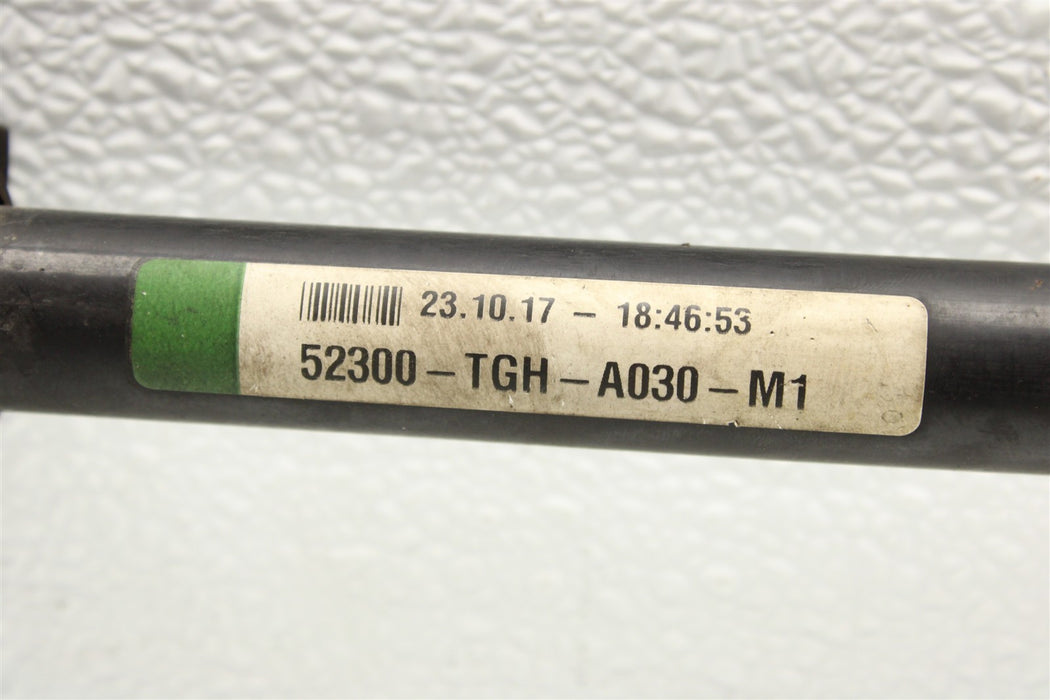 23.10.17 – 18:46:53
52300 – TGH – A030 – M1